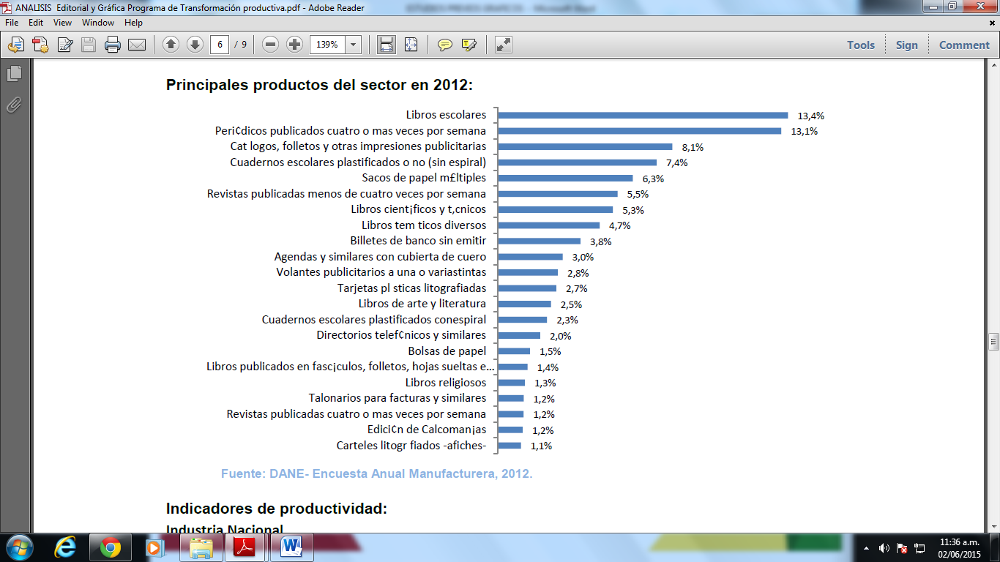 ANALISIS Editorial y Gráfica Programa de Transformación productiva.pdf - Adobe Reader
File Edit View Window Help
6 / 9 139% Tools Sign Comment
Principales productos del sector en 2012:
Libros escolares 13,4%
Peri¢dicos publicados cuatro o mas veces por semana 13,1%
Cat logos, folletos y otras impresiones publicitarias 8,1%
Cuadernos escolares plastificados o no (sin espiral) 7,4%
Sacos de papel m£ltiples 6,3%
Revistas publicadas menos de cuatro veces por semana 5,5%
Libros cient¡ficos y t‚cnicos 5,3%
Libros tem ticos diversos 4,7%
Billetes de banco sin emitir 3,8%
Agendas y similares con cubierta de cuero 3,0%
Volantes publicitarios a una o variastintas 2,8%
Tarjetas pl sticas litografiadas 2,7%
Libros de arte y literatura 2,5%
Cuadernos escolares plastificados conespiral 2,3%
Directorios telef¢nicos y similares 2,0%
Bolsas de papel 1,5%
Libros publicados en fasc¡culos, folletos, hojas sueltas e... 1,4%
Libros religiosos 1,3%
Talonarios para facturas y similares 1,2%
Revistas publicadas cuatro o mas veces por semana 1,2%
Edici¢n de Calcoman¡as 1,2%
Carteles litogr fiados -afiches- 1,1%
Fuente: DANE- Encuesta Anual Manufacturera, 2012.
Indicadores de productividad:
Industria Nacional
11:36 a.m.
02/06/2015